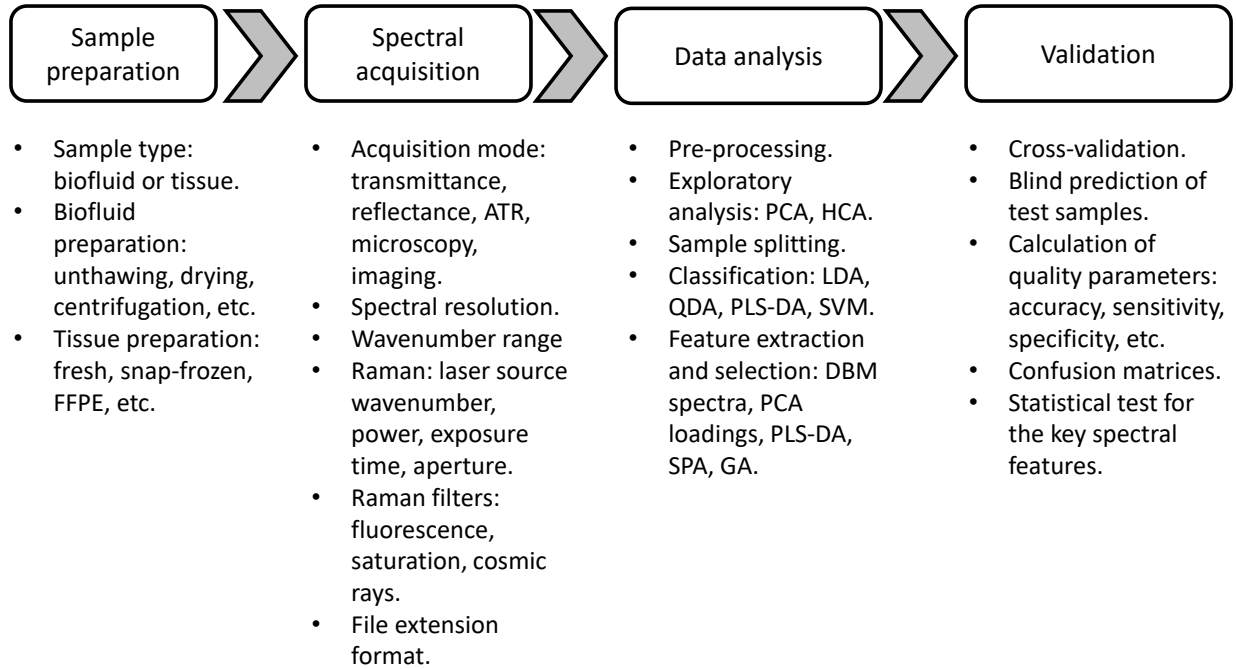 Sample
preparation
Spectral
acquisition
Data analysis
Validation
• Sample type:
biofluid or tissue.
• Biofluid
preparation:
unthawing, drying,
centrifugation, etc.
• Tissue preparation:
fresh, snap-frozen,
FFPE, etc.
• Acquisition mode:
transmittance,
reflectance, ATR,
microscopy,
imaging.
• Spectral resolution.
• Wavenumber range
• Raman: laser source
wavenumber,
power, exposure
time, aperture.
• Raman filters:
fluorescence,
saturation, cosmic
rays.
• File extension
format.
• Pre-processing.
• Exploratory
analysis: PCA, HCA.
• Sample splitting.
• Classification: LDA,
QDA, PLS-DA, SVM.
• Feature extraction
and selection: DBM
spectra, PCA
loadings, PLS-DA,
SPA, GA.
• Cross-validation.
• Blind prediction of
test samples.
• Calculation of
quality parameters:
accuracy, sensitivity,
specificity, etc.
• Confusion matrices.
• Statistical test for
the key spectral
features.